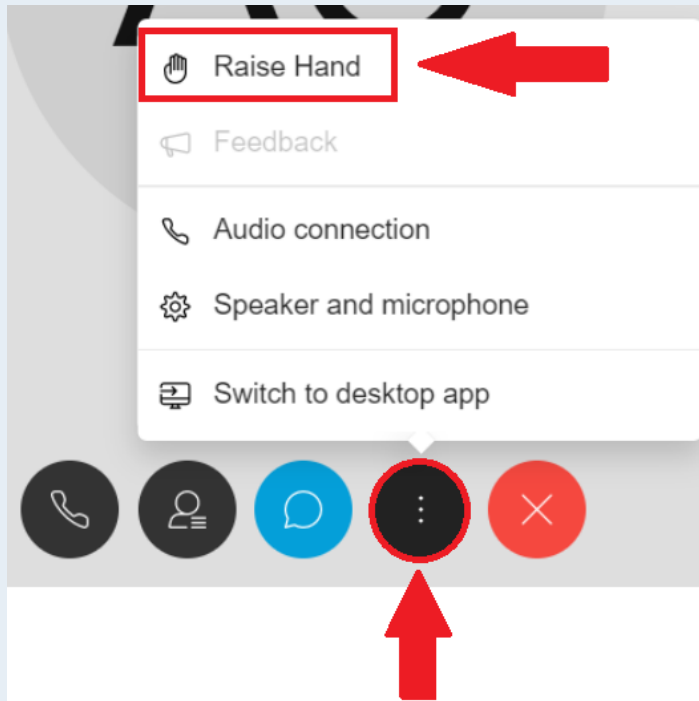 Raise Hand
Feedback
Audio connection
Speaker and microphone
Switch to desktop app